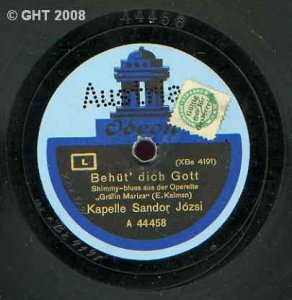 © GHT 2008
44458
Austria
Odeon
L
(XBe 4191)
Behüt' dich Gott
Shimmy-blues aus der Operette
„Gräfin Mariza" (E. Kalman)
Kapelle Sandor Józsi
A 44458